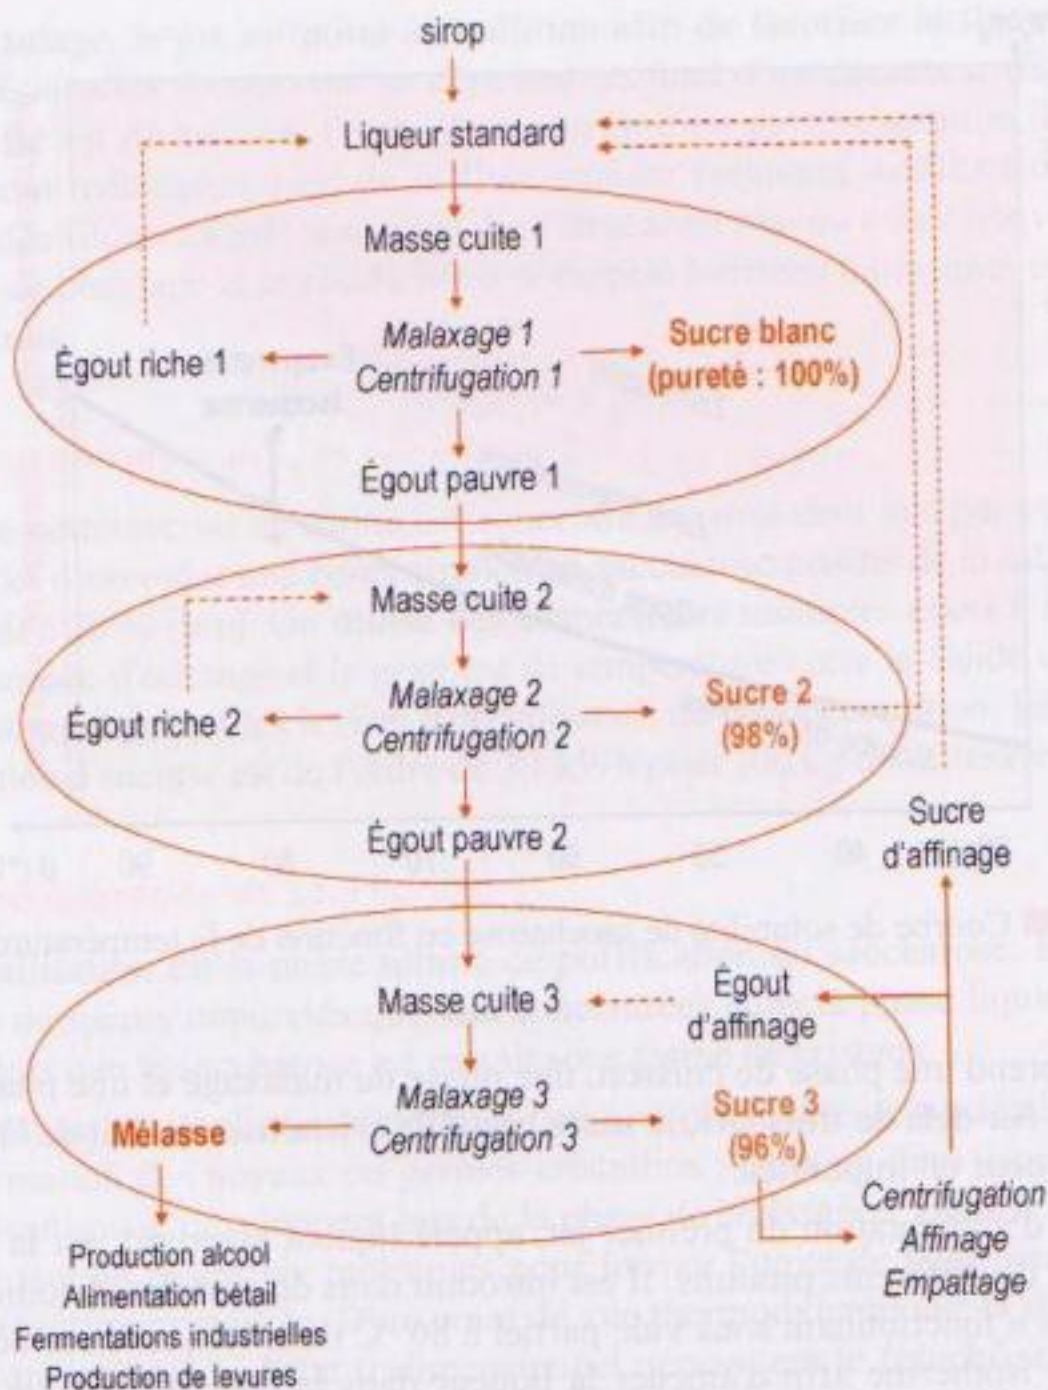 sirop
Liqueur standard
Masse cuite 1
Malaxage 1
Centrifugation 1
Égout riche 1
Sucre blanc
(pureté : 100%)
Égout pauvre 1
Masse cuite 2
Malaxage 2
Centrifugation 2
Égout riche 2
Sucre 2
(98%)
Égout pauvre 2
Sucre
d'affinage
Masse cuite 3
Égout
d'affinage
Malaxage 3
Centrifugation 3
Mélasse
Sucre 3
(96%)
Centrifugation
Affinage
Empattage
Production alcool
Alimentation bétail
Fermentations industrielles
Production de levures